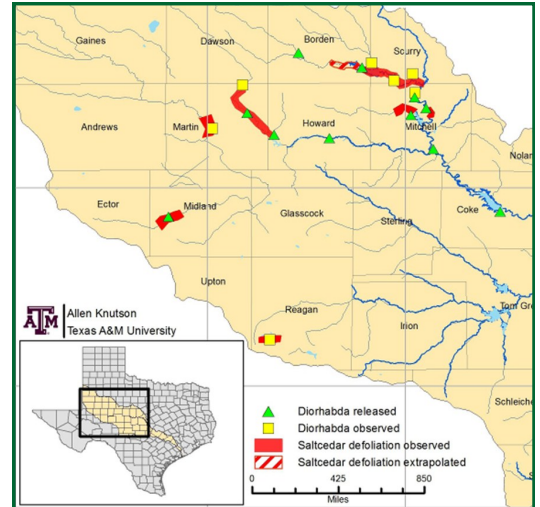 Gaines
Dawson
Borden
Scurry
Andrews
Martin
Howard
Mitchell
Nolan
Ector
Midland
Glasscock
Sterling
Coke
Upton
Reagan
Irion
Tom Gre
Schleiche
ATM
Allen Knutson
Texas A&M University
Diorhabda released
Diorhabda observed
Saltcedar defoliation observed
Saltcedar defoliation extrapolated
0 425 850
Miles